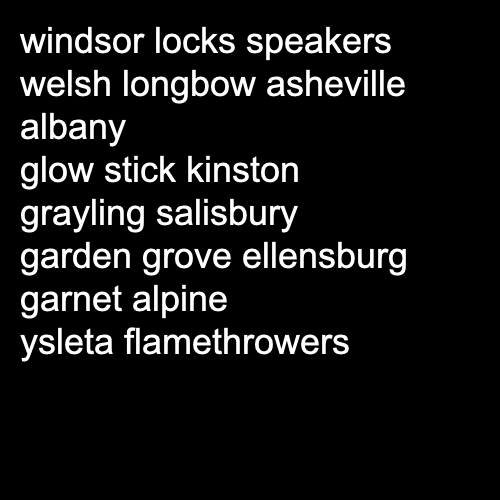 windsor locks speakers
welsh longbow asheville
albany
glow stick kinston
grayling salisbury
garden grove ellensburg
garnet alpine
ysleta flamethrowers